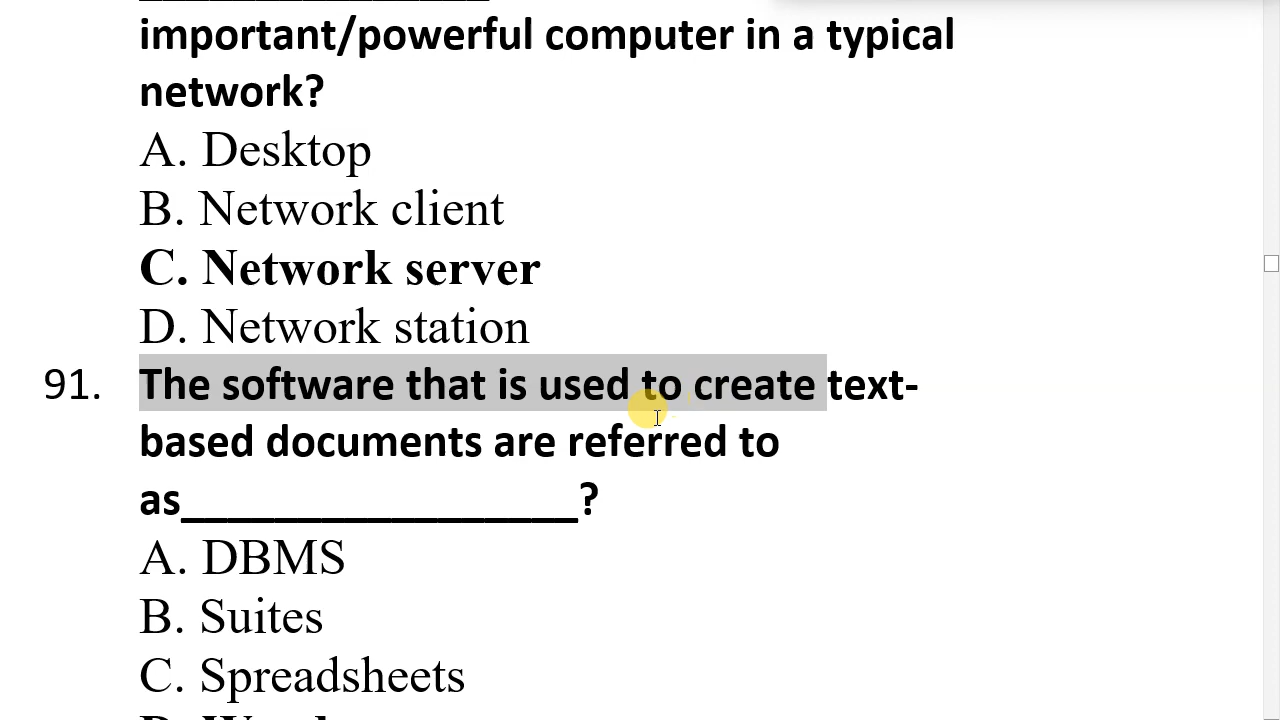 important/powerful computer in a typical
network?
A. Desktop
B. Network client
C. Network server
D. Network station
91. The software that is used to create text-
based documents are referred to
as_________________?
A. DBMS
B. Suites
C. Spreadsheets